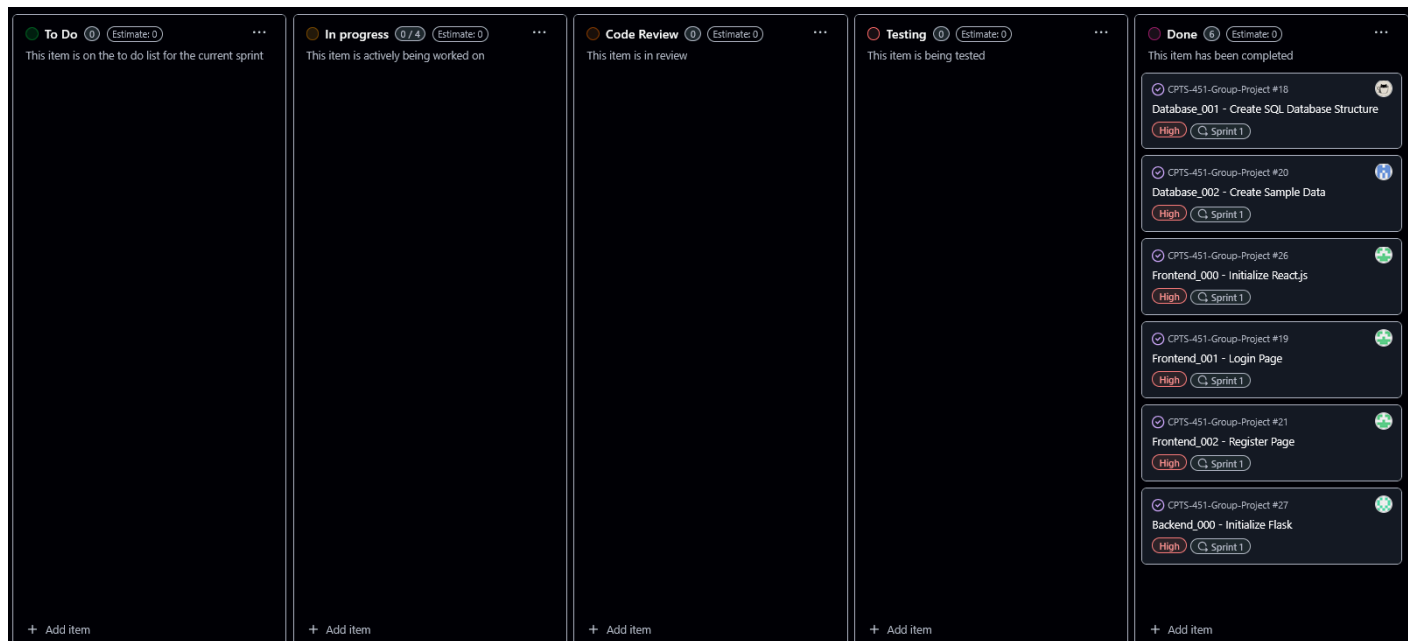 To Do 0 Estimate: 0
This item is on the to do list for the current sprint
+ Add item
In progress 0 / 4 Estimate: 0
This item is actively being worked on
+ Add item
Code Review 0 Estimate: 0
This item is in review
+ Add item
Testing 0 Estimate: 0
This item is being tested
+ Add item
Done 6 Estimate: 0
This item has been completed
CPTS-451-Group-Project #18
Database_001 - Create SQL Database Structure
High Sprint 1
CPTS-451-Group-Project #20
Database_002 - Create Sample Data
High Sprint 1
CPTS-451-Group-Project #26
Frontend_000 - Initialize React.js
High Sprint 1
CPTS-451-Group-Project #19
Frontend_001 - Login Page
High Sprint 1
CPTS-451-Group-Project #21
Frontend_002 - Register Page
High Sprint 1
CPTS-451-Group-Project #27
Backend_000 - Initialize Flask
High Sprint 1
+ Add item